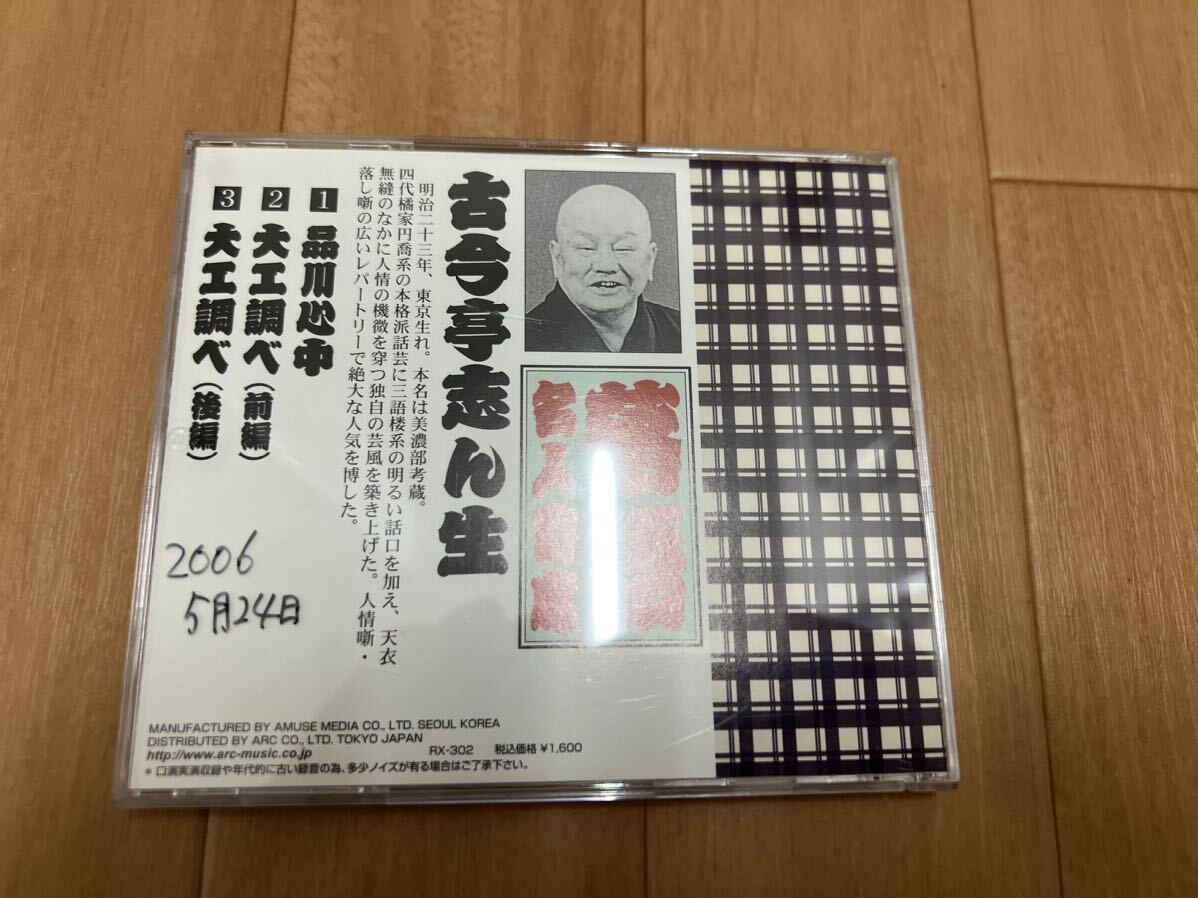 古今亭志ん生
明治二十三年、東京生れ。本名は美濃部考蔵。
四代橘家円喬系の本格派話芸に三語楼系の明るい話口を加え、天衣
無縫のなかに人情の機微を穿つ独自の芸風を築き上げた。人情噺・
落し噺の広いレパートリーで絶大な人気を博した。
1 品川心中
2 大工調べ(前編)
3 大工調べ(後編)
2006
5月24日
MANUFACTURED BY AMUSE MEDIA CO., LTD. SEOUL KOREA
DISTRIBUTED BY ARC CO., LTD. TOKYO JAPAN
http://www.arc-music.co.jp
RX-302 税込価格 ¥1,600
* 口演実演収録や年代的に古い録音の為、多少ノイズが有る場合はご了承下さい。